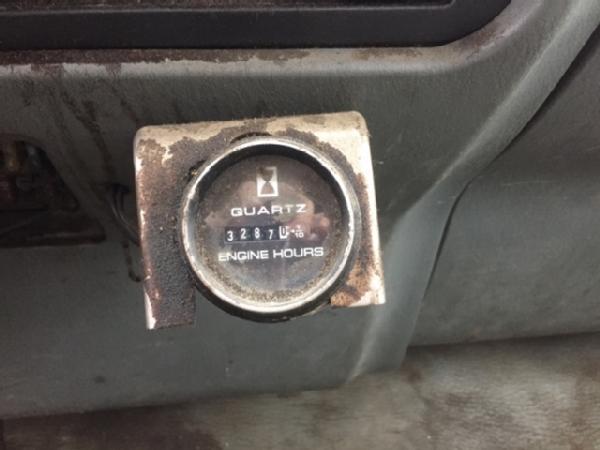 QUARTZ
3287 1/10
ENGINE HOURS